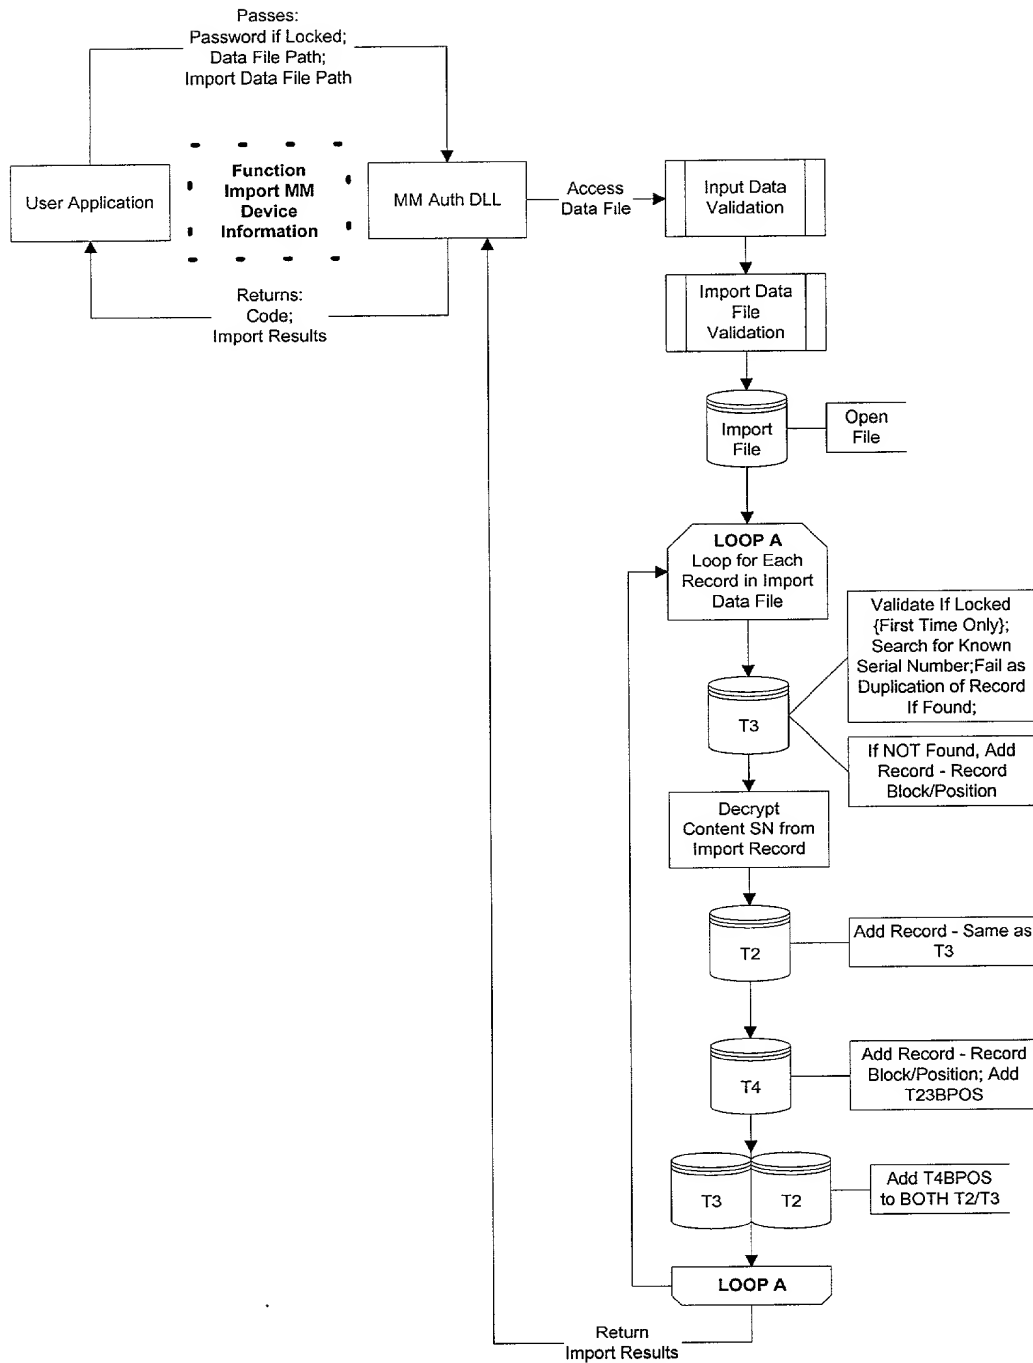 Passes:
Password if Locked;
Data File Path;
Import Data File Path
User Application
Function
Import MM
Device
Information
MM Auth DLL
Access
Data File
Input Data
Validation
Returns:
Code;
Import Results
Import Data
File
Validation
Import
File
Open
File
LOOP A
Loop for Each
Record in Import
Data File
Validate If Locked
{First Time Only};
Search for Known
Serial Number;Fail as
Duplication of Record
If Found;
T3
If NOT Found, Add
Record - Record
Block/Position
Decrypt
Content SN from
Import Record
T2
Add Record - Same as
T3
T4
Add Record - Record
Block/Position; Add
T23BPOS
T3
T2
Add T4BPOS
to BOTH T2/T3
LOOP A
Return
Import Results